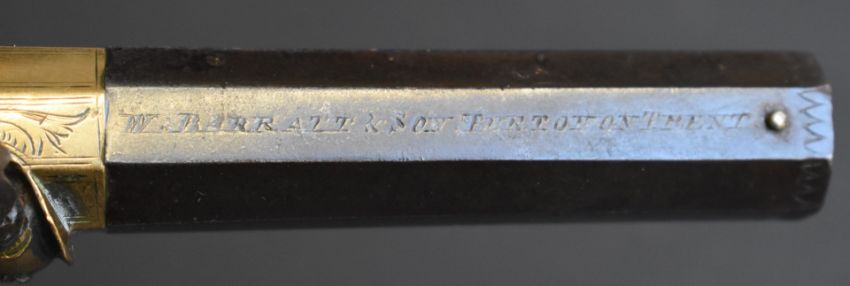 W. BARRATT & SON BURTON ON TRENT